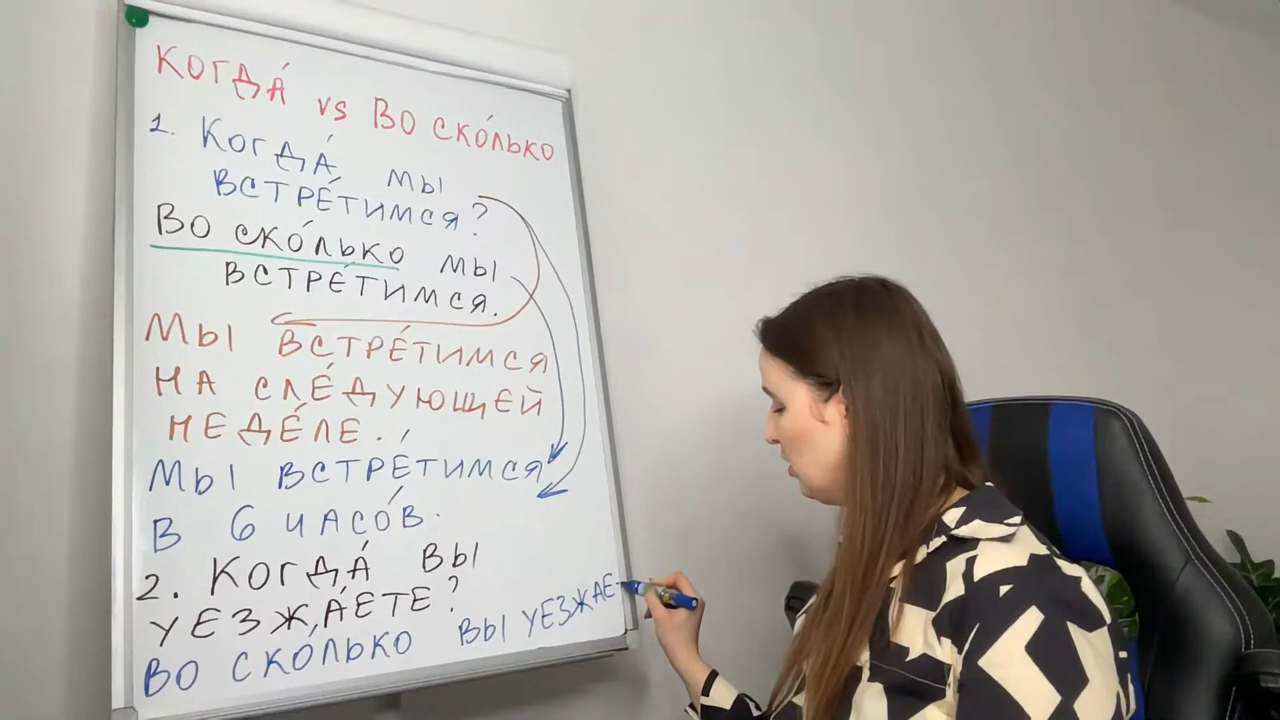 КОГДА́ vs ВО СКО́ЛЬКО
1. КОГДА́ МЫ
ВСТРЕ́ТИМСЯ?
ВО СКО́ЛЬКО МЫ
ВСТРЕ́ТИМСЯ.
МЫ ВСТРЕ́ТИМСЯ
НА СЛЕ́ДУЮЩЕЙ
НЕДЕ́ЛЕ.
МЫ ВСТРЕ́ТИМСЯ
В 6 ЧАСО́В.
2. КОГДА́ ВЫ
УЕЗЖА́ЕТЕ?
ВО СКО́ЛЬКО ВЫ УЕЗЖАЕ